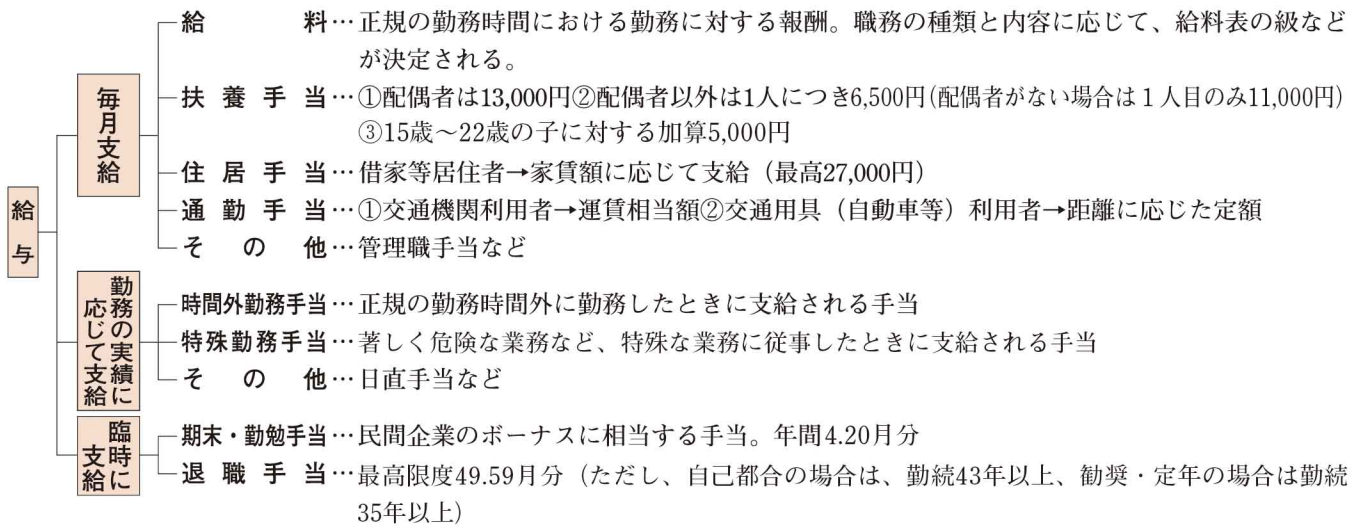 給与
毎月支給
給料…正規の勤務時間における勤務に対する報酬。職務の種類と内容に応じて、給料表の級など
が決定される。
扶養手当…①配偶者は13,000円②配偶者以外は1人につき6,500円(配偶者がない場合は1人目のみ11,000円)
③15歳～22歳の子に対する加算5,000円
住居手当…借家等居住者→家賃額に応じて支給（最高27,000円）
通勤手当…①交通機関利用者→運賃相当額②交通用具（自動車等）利用者→距離に応じた定額
その他…管理職手当など
勤務の実績に
応じて支給
時間外勤務手当…正規の勤務時間外に勤務したときに支給される手当
特殊勤務手当…著しく危険な業務など、特殊な業務に従事したときに支給される手当
その他…日直手当など
臨時に
支給
期末・勤勉手当…民間企業のボーナスに相当する手当。年間4.20月分
退職手当…最高限度49.59月分（ただし、自己都合の場合は、勤続43年以上、勧奨・定年の場合は勤続
35年以上）